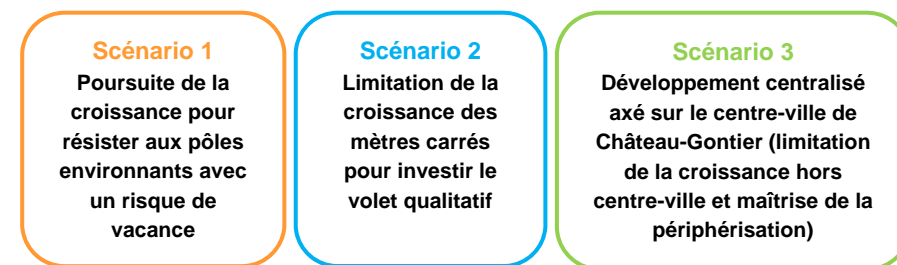 Scénario 1
Poursuite de la
croissance pour
résister aux pôles
environnants avec
un risque de
vacance
Scénario 2
Limitation de la
croissance des
mètres carrés
pour investir le
volet qualitatif
Scénario 3
Développement centralisé
axé sur le centre-ville de
Château-Gontier (limitation
de la croissance hors
centre-ville et maîtrise de la
périphérisation)